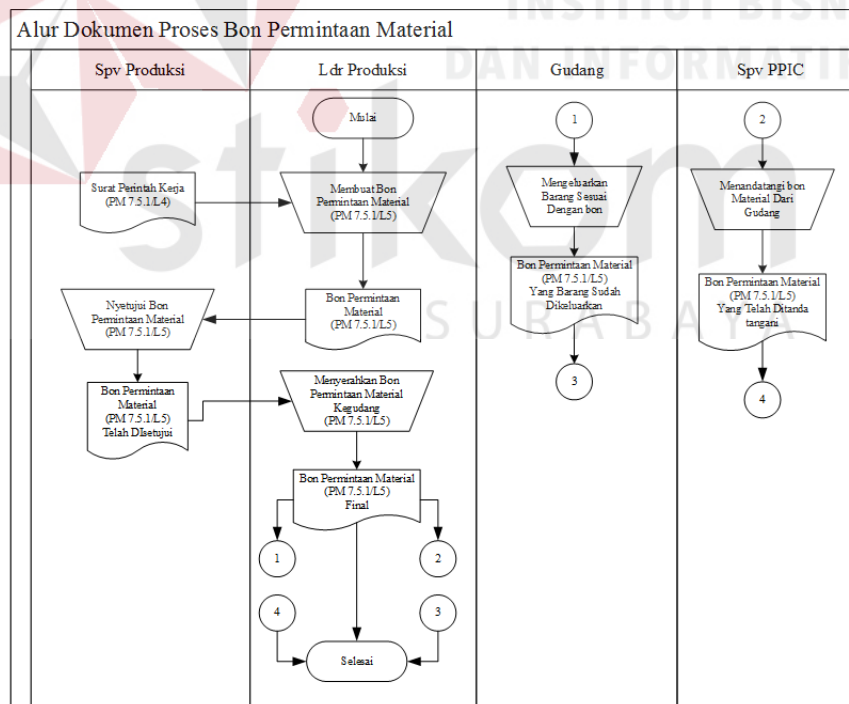 INSTITUT BISN
DAN INFORMATIK
Alur Dokumen Proses Bon Permintaan Material
Spv Produksi
Ldr Produksi
Gudang
Spv PPIC
stikom
SURABAYA
Mulai
Surat Perintah Kerja
(PM 7.5.1/L4)
Membuat Bon
Permintaan Material
(PM 7.5.1/L5)
Bon Permintaan
Material
(PM 7.5.1/L5)
Nyetujui Bon
Permintaan Material
(PM 7.5.1/L5)
Bon Permintaan
Material
(PM 7.5.1/L5)
Telah DIsetujui
Menyerahkan Bon
Permintaan Material
Kegudang
(PM 7.5.1/L5)
Bon Permintaan Material
(PM 7.5.1/L5)
Final
1
2
4
3
Selesai
1
Mengeluarkan
Barang Sesuai
Dengan bon
Bon Permintaan Material
(PM 7.5.1/L5)
Yang Barang Sudah
Dikeluarkan
3
2
Menandatangi bon
Material Dari
Gudang
Bon Permintaan Material
(PM 7.5.1/L5)
Yang Telah Ditanda
tangani
4